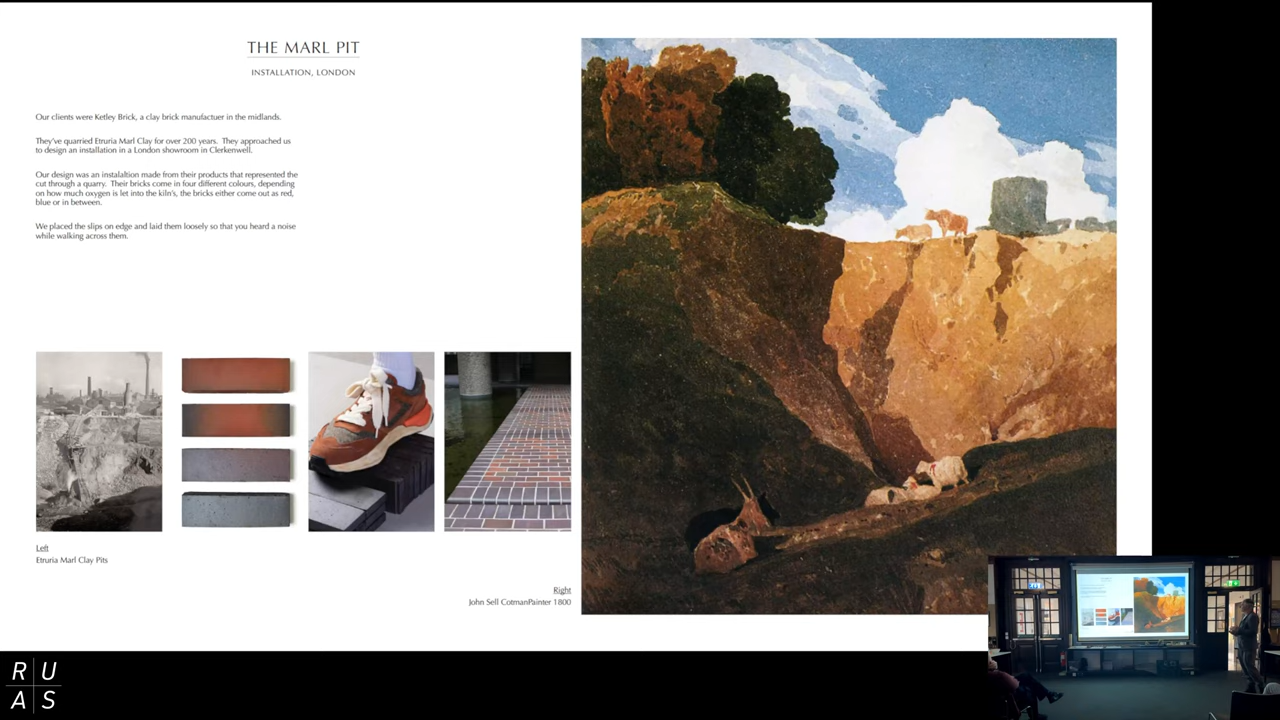 THE MARL PIT
INSTALLATION, LONDON
Our clients were Ketley Brick, a clay brick manufactuer in the midlands.
They've quarried Etruria Marl Clay for over 200 years. They approached us
to design an installation in a London showroom in Clerkenwell.
Our design was an instalaltion made from their products that represented the
cut through a quarry. Their bricks come in four different colours, depending
on how much oxygen is let into the kiln's, the bricks either come out as red,
blue or in between.
We placed the slips on edge and laid them loosely so that you heard a noise
while walking across them.
Left
Etruria Marl Clay Pits
Right
John Sell CotmanPainter 1800
R U
A S